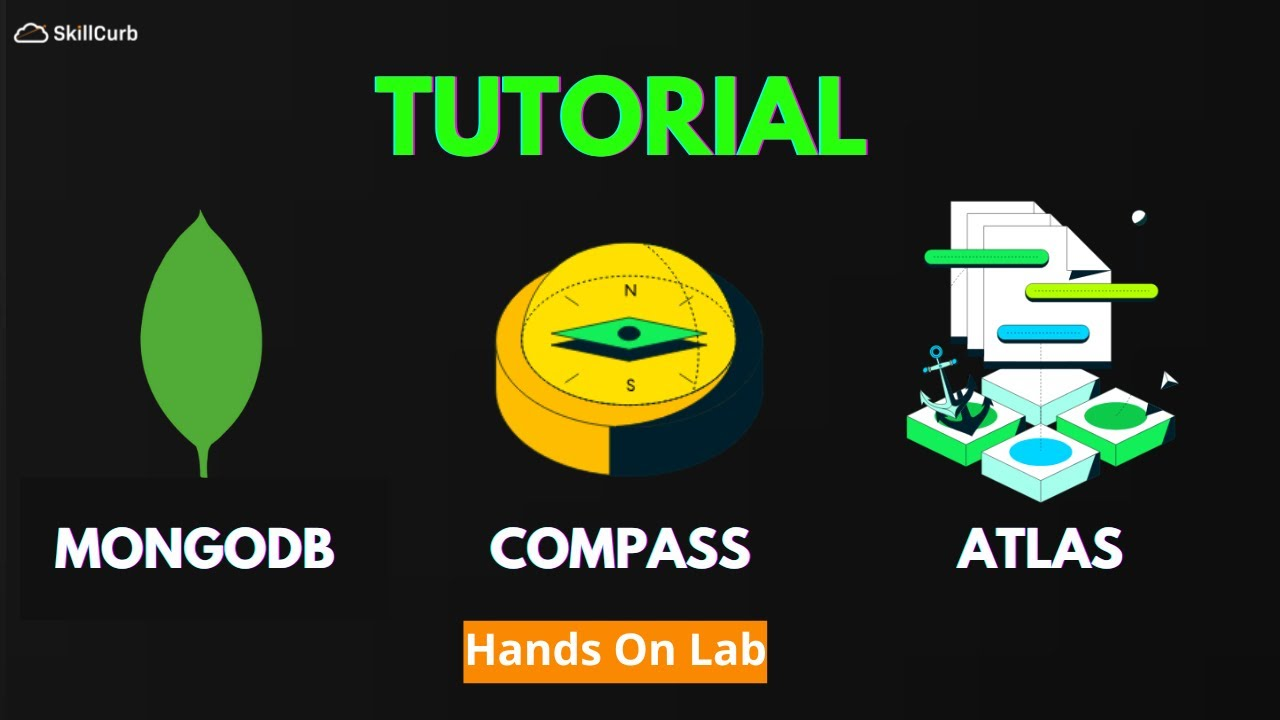 SkillCurb
TUTORIAL
N
S
MONGODB
COMPASS
ATLAS
Hands On Lab